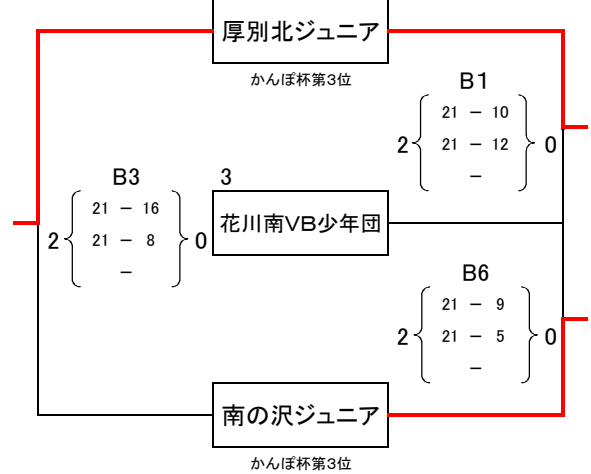 厚別北ジュニア
かんぽ杯第3位
B1
21 － 10
2 21 － 12 0
－
B3 3
21 － 16
花川南VB少年団
2 21 － 8 0
－
B6
21 － 9
2 21 － 5 0
－
南の沢ジュニア
かんぽ杯第3位